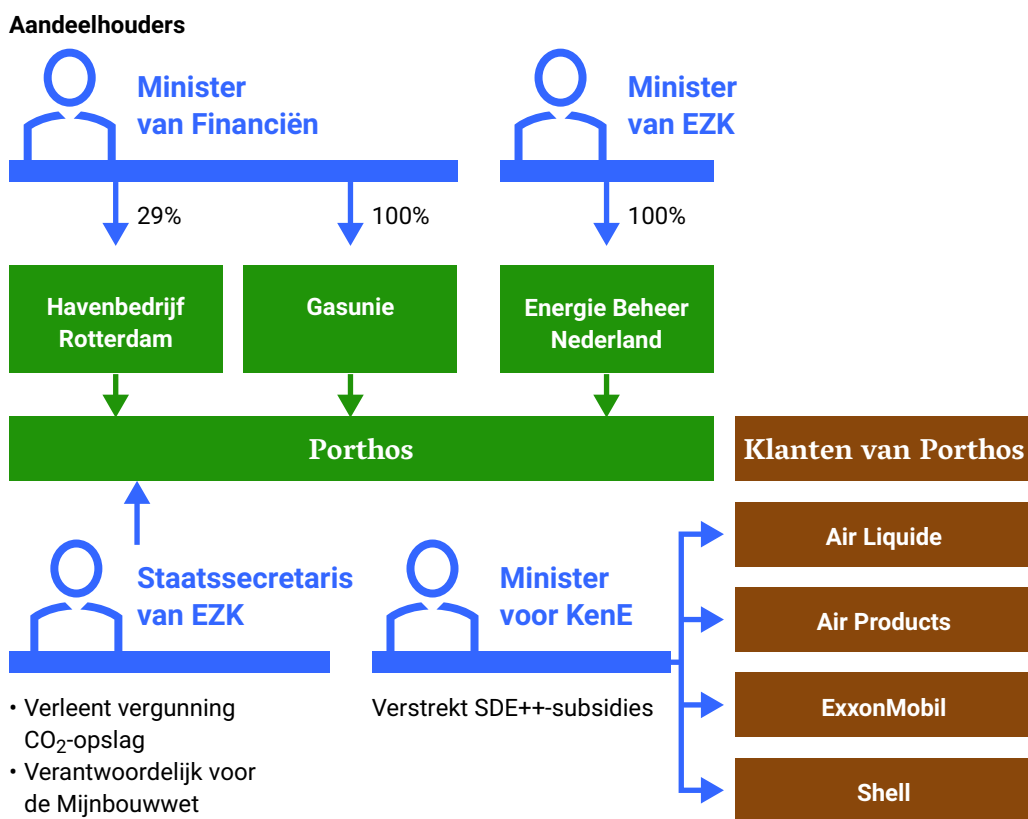 Aandeelhouders
Minister
van Financiën
Minister
van EZK
29%
100%
100%
Havenbedrijf
Rotterdam
Gasunie
Energie Beheer
Nederland
Porthos
Klanten van Porthos
Staatssecretaris
van EZK
• Verleent vergunning
CO₂-opslag
• Verantwoordelijk voor
de Mijnbouwwet
Minister
voor KenE
Verstrekt SDE++-subsidies
Air Liquide
Air Products
ExxonMobil
Shell